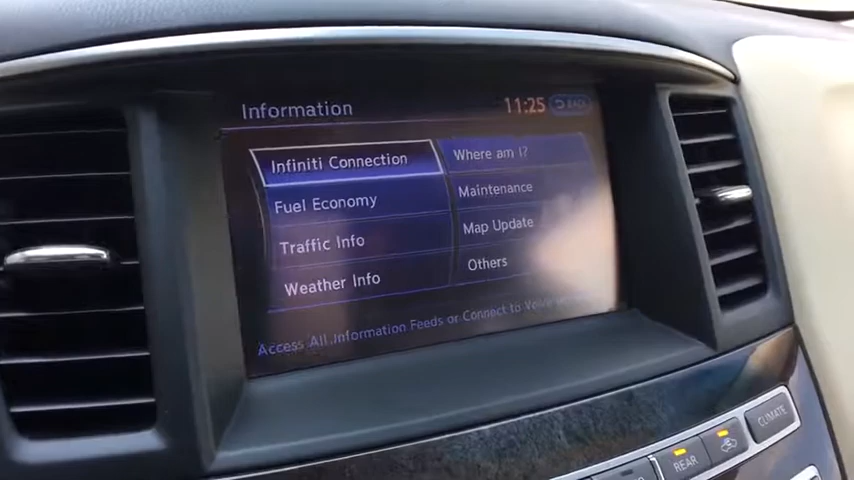 Information
11:25
BACK
Infiniti Connection
Where am I?
Fuel Economy
Maintenance
Traffic Info
Map Update
Weather Info
Others
Access All Information Feeds or Connect to Voice
CLIMATE
REAR